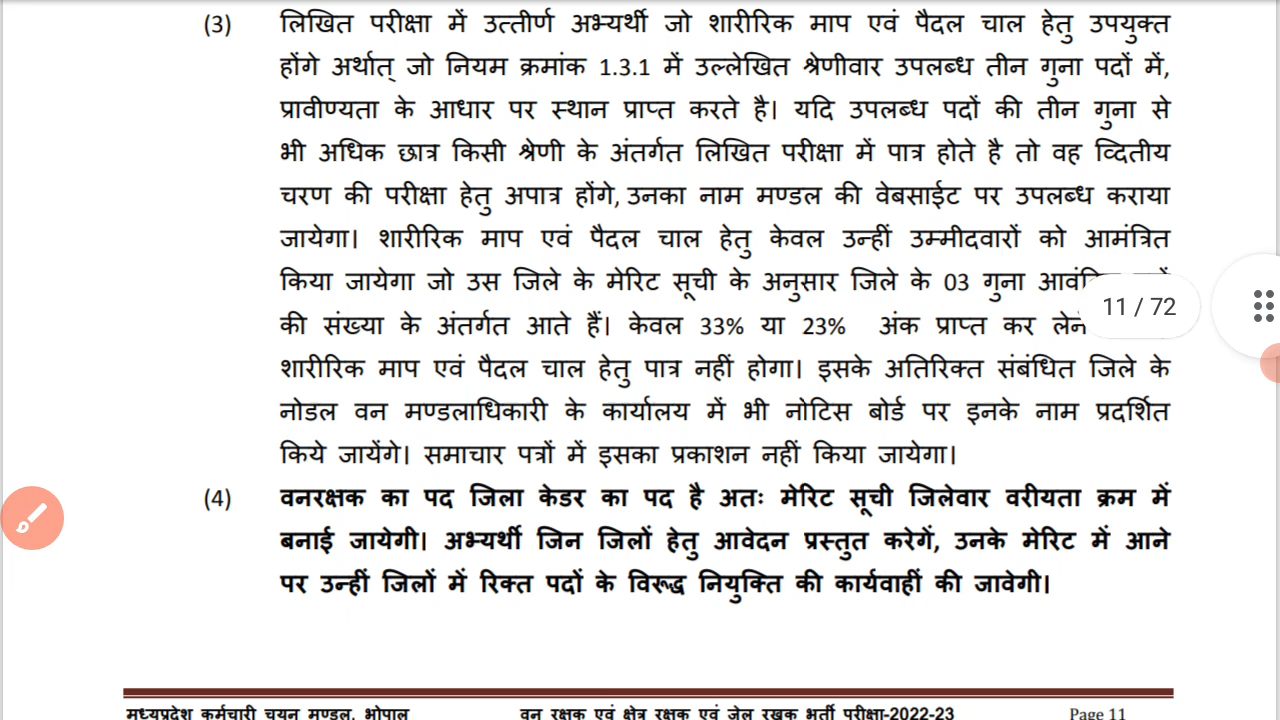 (3) लिखित परीक्षा में उत्तीर्ण अभ्यर्थी जो शारीरिक माप एवं पैदल चाल हेतु उपयुक्त
होंगे अर्थात् जो नियम क्रमांक 1.3.1 में उल्लेखित श्रेणीवार उपलब्ध तीन गुना पदों में,
प्रावीण्यता के आधार पर स्थान प्राप्त करते है। यदि उपलब्ध पदों की तीन गुना से
भी अधिक छात्र किसी श्रेणी के अंतर्गत लिखित परीक्षा में पात्र होते है तो वह व्दितीय
चरण की परीक्षा हेतु अपात्र होंगे, उनका नाम मण्डल की वेबसाईट पर उपलब्ध कराया
जायेगा। शारीरिक माप एवं पैदल चाल हेतु केवल उन्हीं उम्मीदवारों को आमंत्रित
किया जायेगा जो उस जिले के मेरिट सूची के अनुसार जिले के 03 गुना
11 / 72
की संख्या के अंतर्गत आते हैं। केवल 33% या 23% अंक प्राप्त कर
शारीरिक माप एवं पैदल चाल हेतु पात्र नहीं होगा। इसके अतिरिक्त संबंधित जिले के
नोडल वन मण्डलाधिकारी के कार्यालय में भी नोटिस बोर्ड पर इनके नाम प्रदर्शित
किये जायेंगे। समाचार पत्रों में इसका प्रकाशन नहीं किया जायेगा।
(4) वनरक्षक का पद जिला केडर का पद है अतः मेरिट सूची जिलेवार वरीयता क्रम में
बनाई जायेगी। अभ्यर्थी जिन जिलों हेतु आवेदन प्रस्तुत करेगें, उनके मेरिट में आने
पर उन्हीं जिलों में रिक्त पदों के विरूद्ध नियुक्ति की कार्यवाहीं की जावेगी।
मध्यप्रदेश कर्मचारी चयन मण्डल, भोपाल वन रक्षक एवं क्षेत्र रक्षक एवं जेल रक्षक भर्ती परीक्षा-2022-23 Page 11